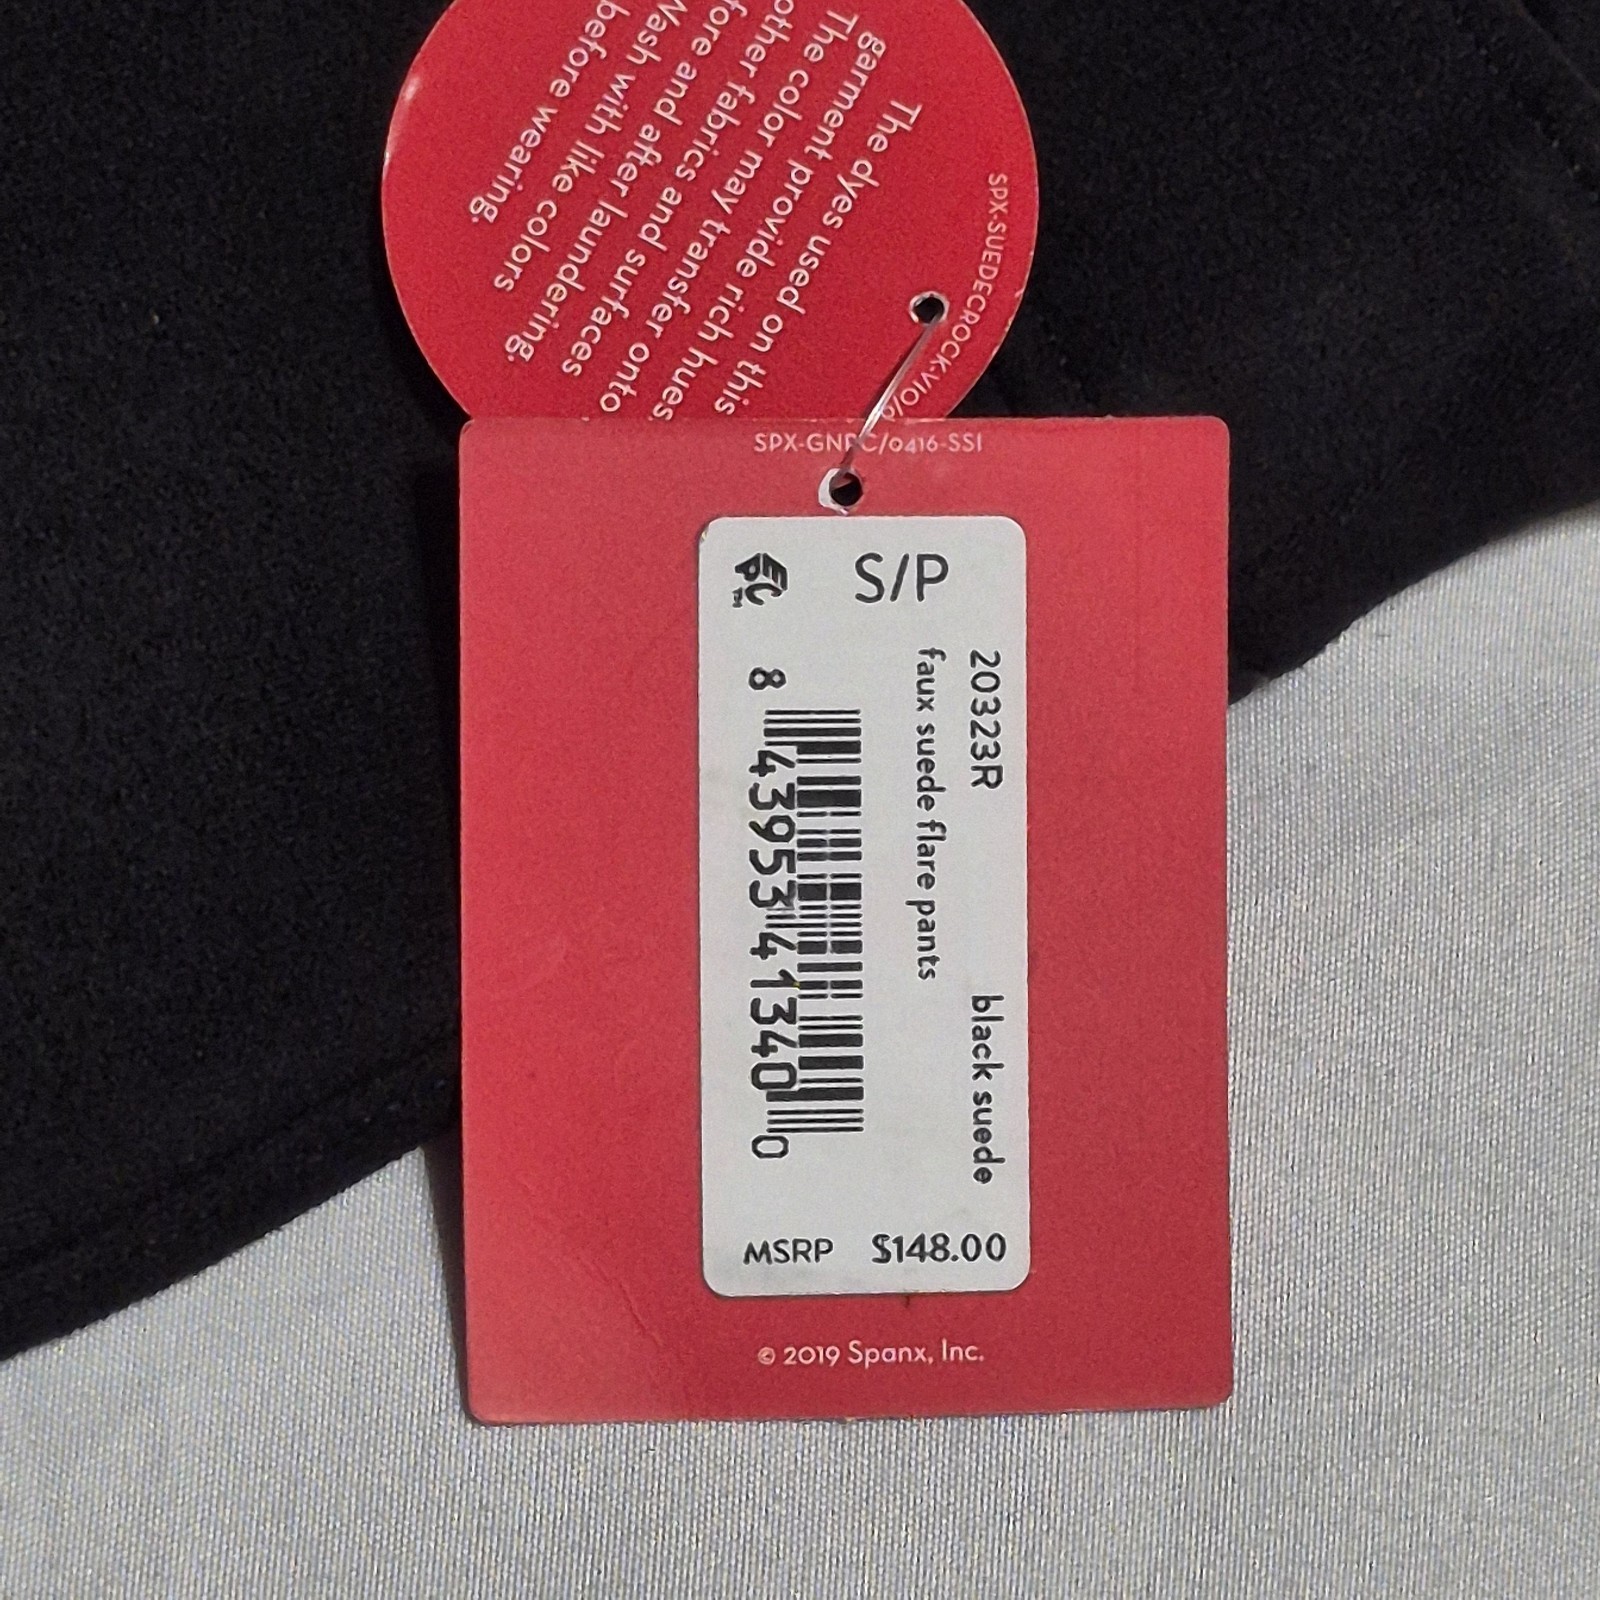 The dyes used on this
garment provide rich hues.
The color may transfer onto
other fabrics and surfaces
fore and after laundering.
Wash with like colors
before wearing.
SPX-SUEDECROCK-V10/0
SPX-GNPC/0416-SSI
S/P
EPC™
20323R black suede
faux suede flare pants
8 43953 41340 0
MSRP $148.00
© 2019 Spanx, Inc.